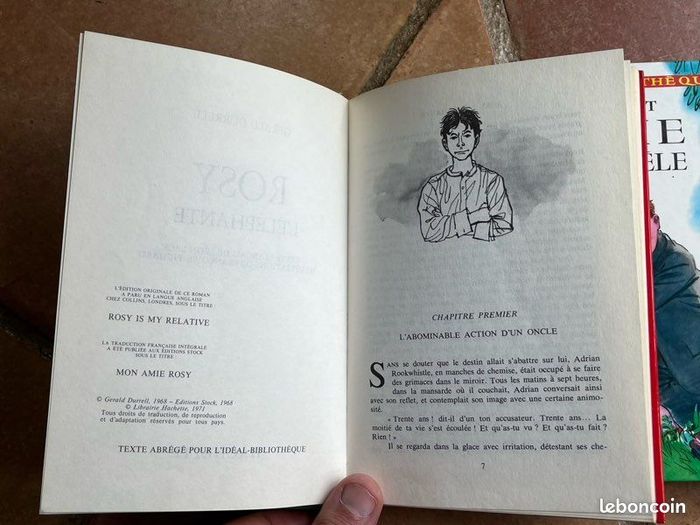 L'ÉDITION ORIGINALE DE CE ROMAN
A PARU EN LANGUE ANGLAISE
CHEZ COLLINS, LONDRES, SOUS LE TITRE
ROSY IS MY RELATIVE
LA TRADUCTION FRANÇAISE INTÉGRALE
A ÉTÉ PUBLIÉE AUX ÉDITIONS STOCK
SOUS LE TITRE
MON AMIE ROSY
© Gerald Durrell, 1968 - Editions Stock, 1968
© Librairie Hachette, 1971
Tous droits de traduction, de reproduction
et d'adaptation réservés pour tous pays.
TEXTE ABRÉGÉ POUR L'IDÉAL-BIBLIOTHÈQUE
CHAPITRE PREMIER
L'ABOMINABLE ACTION D'UN ONCLE
SANS se douter que le destin allait s'abattre sur lui, Adrian
Rookwhistle, en manches de chemise, était occupé à se faire
des grimaces dans le miroir. Tous les matins à sept heures,
dans la mansarde où il couchait, Adrian conversait ainsi
avec son reflet, et contemplait son image avec une certaine animo-
sité.
« Trente ans ! dit-il d'un ton accusateur. Trente ans... La
moitié de ta vie s'est écoulée ! Et qu'as-tu vu ? Et qu'as-tu fait ?
Rien ! »
Il se regarda dans la glace avec irritation, détestant ses che-
7
THÈQU
T
IE
ÈLE
leboncoin